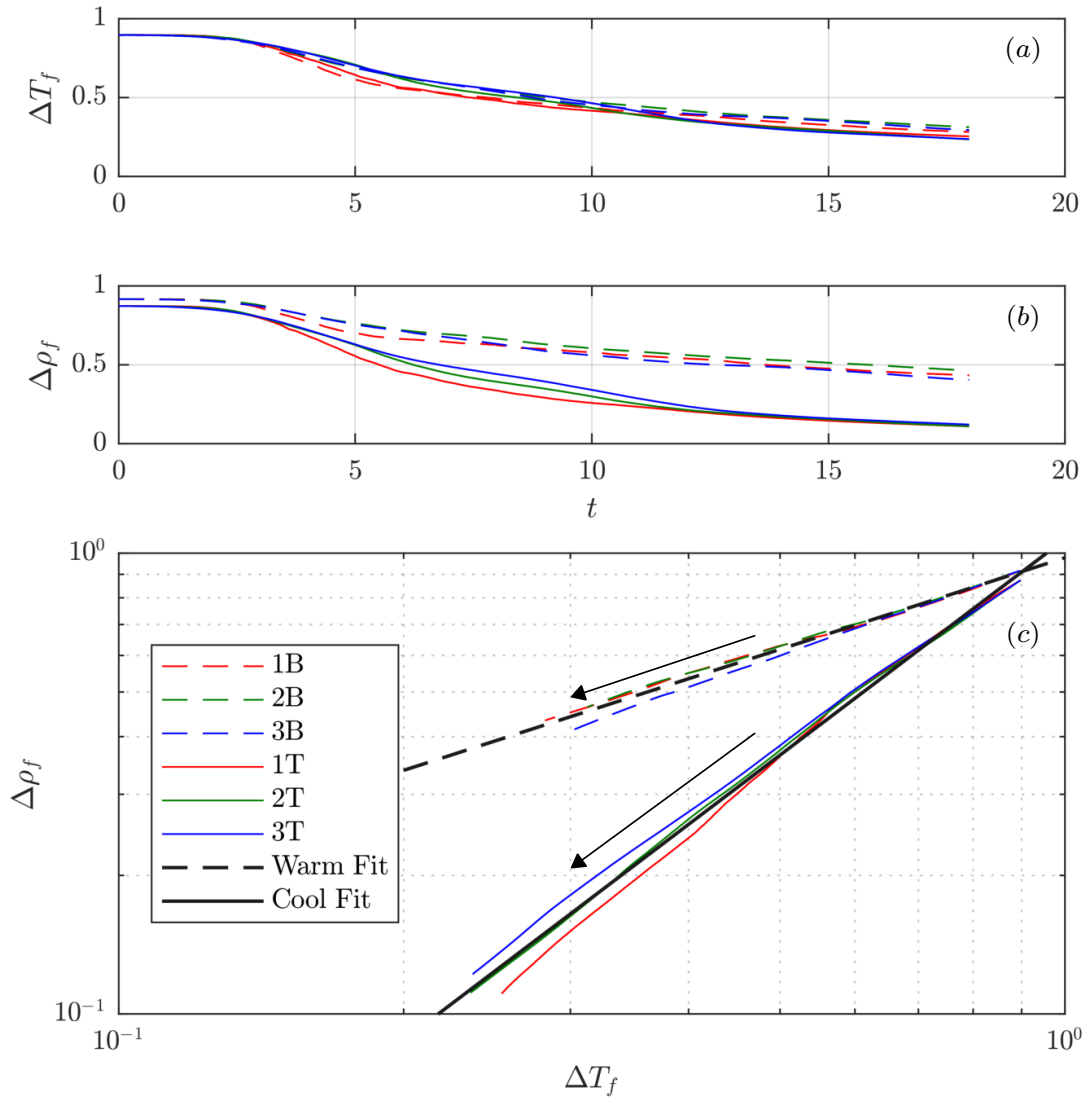 1
0.5
0
ΔT_f
(a)
0 5 10 15 20
1
0.5
0
Δρ_f
(b)
0 5 10 15 20
t
10^0
10^-1
Δρ_f
(c)
1B
2B
3B
1T
2T
3T
Warm Fit
Cool Fit
10^-1 10^0
ΔT_f